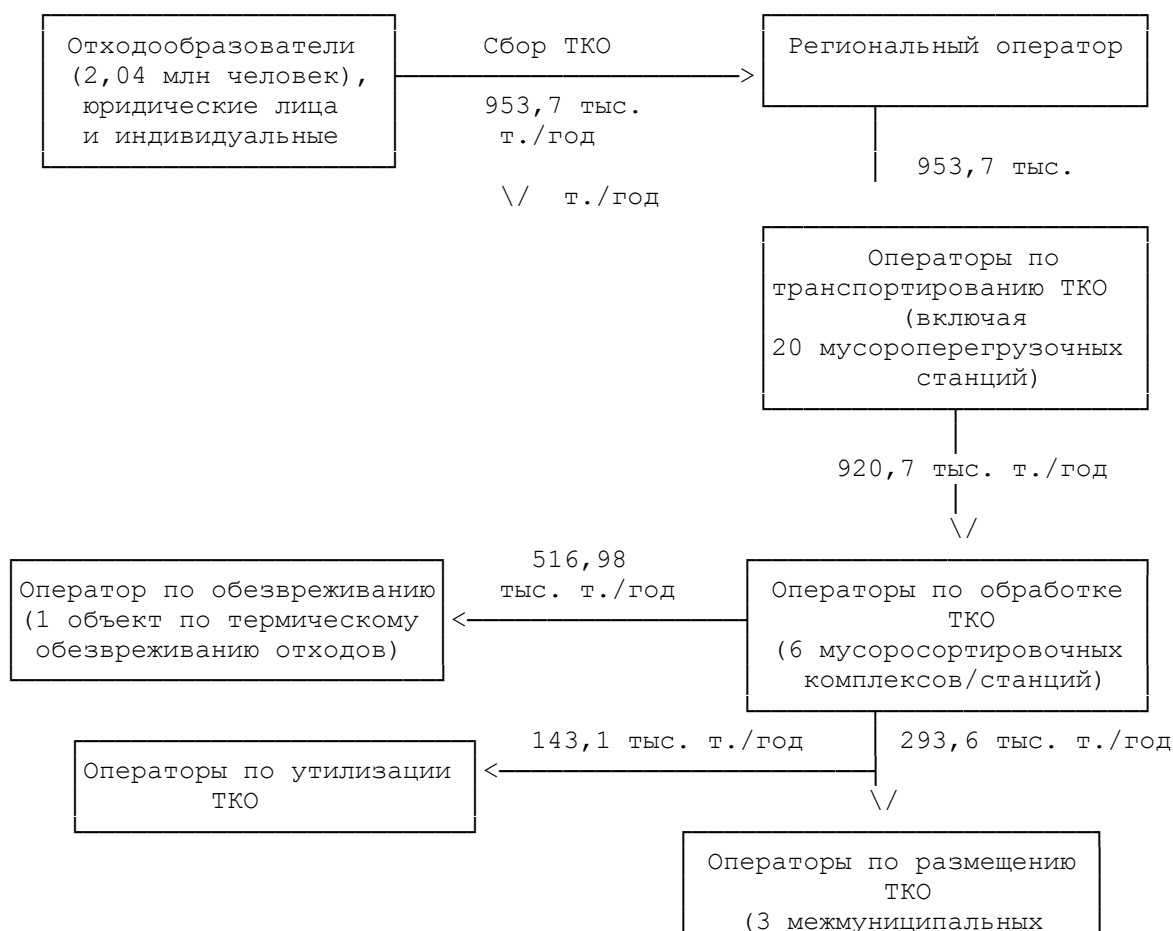 Отходообразователи
(2,04 млн человек),
юридические лица
и индивидуальные
Сбор ТКО
953,7 тыс.
т./год
Региональный оператор
953,7 тыс.
\/ т./год
Операторы по
транспортированию ТКО
(включая
20 мусороперегрузочных
станций)
920,7 тыс. т./год
\/
516,98
тыс. т./год
Оператор по обезвреживанию
(1 объект по термическому
обезвреживанию отходов)
Операторы по обработке
ТКО
(6 мусоросортировочных
комплексов/станций)
143,1 тыс. т./год
293,6 тыс. т./год
Операторы по утилизации
ТКО
\/
Операторы по размещению
ТКО
(3 межмуниципальных